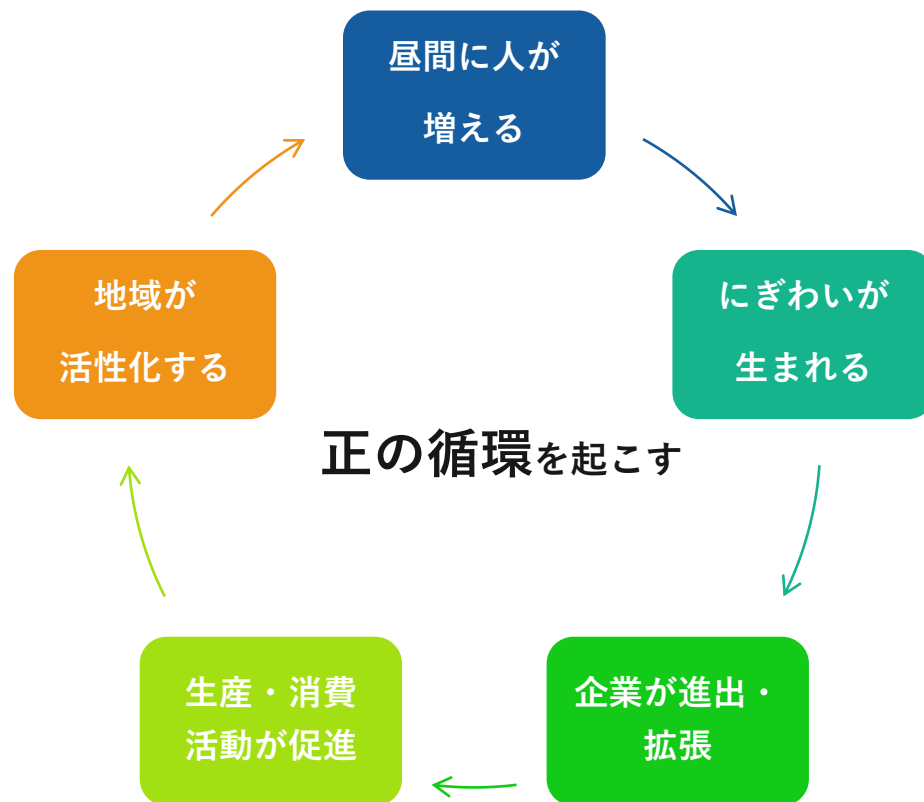 昼間に人が
増える
にぎわいが
生まれる
企業が進出・
拡張
生産・消費
活動が促進
地域が
活性化する
正の循環を起こす